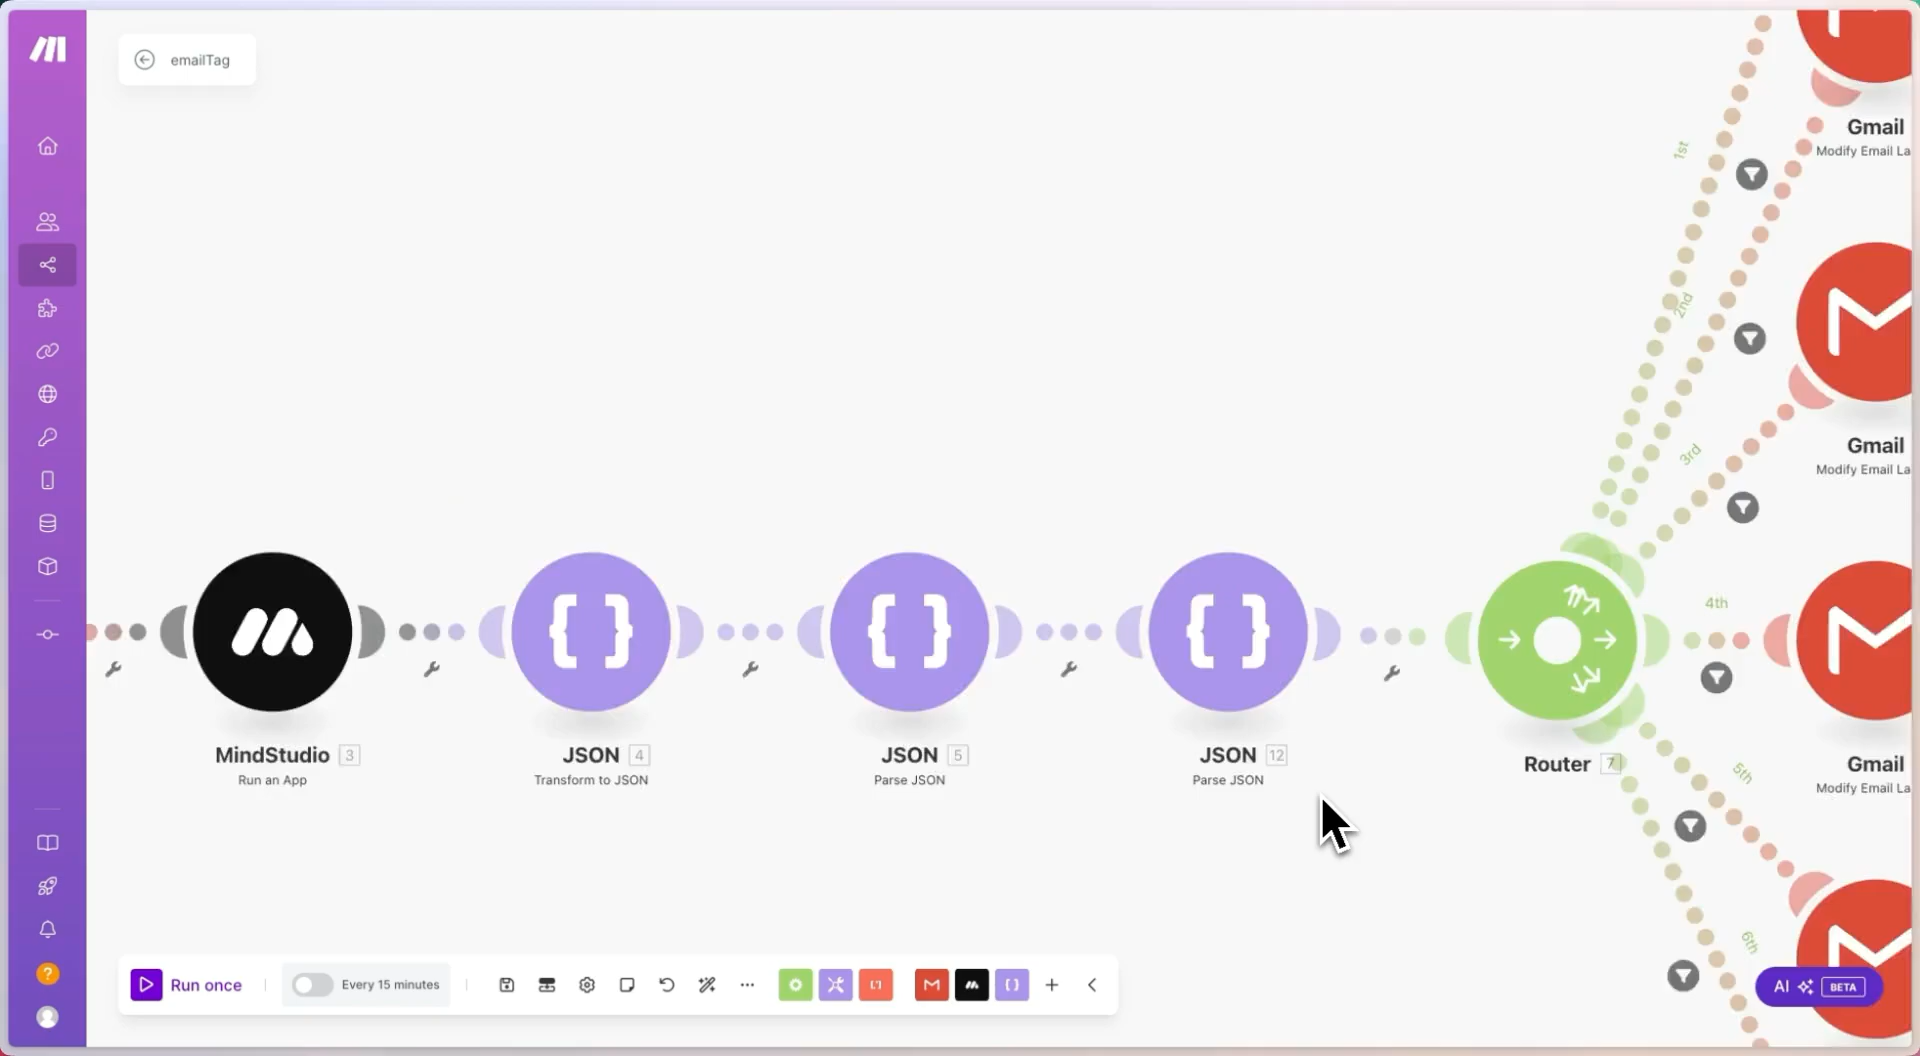 emailTag
1st
Gmail
Modify Email La
2nd
3rd
Gmail
Modify Email La
4th
MindStudio 3
Run an App
JSON 4
Transform to JSON
JSON 5
Parse JSON
JSON 12
Parse JSON
Router 7
Gmail
Modify Email La
5th
6th
Run once
Every 15 minutes
AI BETA